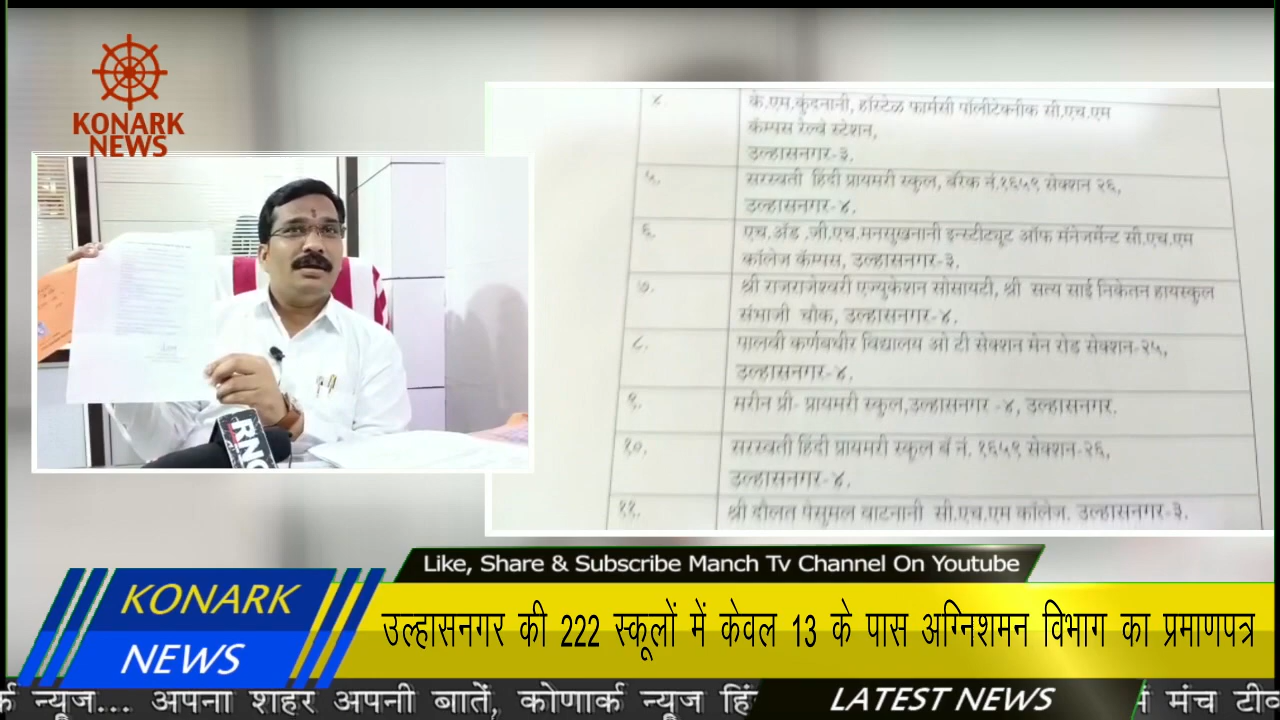 KONARK
NEWS
४.
के.एम.कुंदनानी, हॉस्टेळ फार्मसी पॉलीटेक्नीक सी.एच.एम
कॅम्पस रेल्वे स्टेशन,
उल्हासनगर-३.
५.
सरस्वती हिंदी प्रायमरी स्कुल, बॅरेक नं.१६५९ सेक्शन २६,
उल्हासनगर-४.
६.
एच.अॅड .जी.एच.मनसुखनानी इन्स्टीट्यूट ऑफ मॅनेजमेन्ट सी.एच.एम
कॉलेज कॅम्पस, उल्हासनगर-३.
७.
श्री राजराजेश्वरी एज्युकेशन सोसायटी, श्री सत्य साई निकेतन हायस्कुल
संभाजी चौक, उल्हासनगर-४.
८.
पालवी कर्णबधीर विद्यालय ओ टी सेक्शन मेन रोड सेक्शन-२५,
उल्हासनगर-४.
९.
मरीन प्री- प्रायमरी स्कुल,उल्हासनगर -४, उल्हासनगर.
१०.
सरस्वती हिंदी प्रायमरी स्कूल बॅ नं. १६५९ सेक्शन-२६,
उल्हासनगर-४.
११.
श्री दौलत पेसुमल वाटनानी सी.एच.एम कॉलेज. उल्हासनगर-३.
RNO
Like, Share & Subscribe Manch Tv Channel On Youtube
KONARK
NEWS
उल्हासनगर की 222 स्कूलों में केवल 13 के पास अग्निशमन विभाग का प्रमाणपत्र
न्यूज... अपना शहर अपनी बातें, कोणार्क न्यूज
LATEST NEWS
मंच